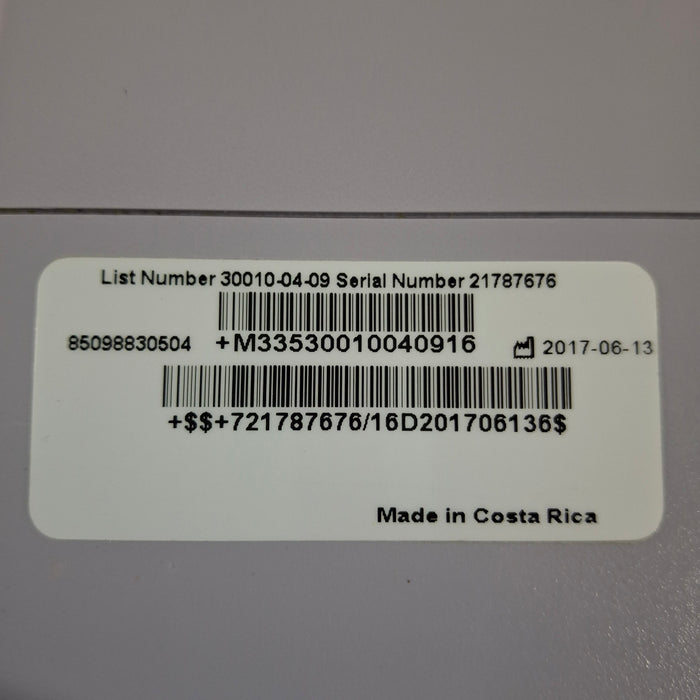 List Number 30010-04-09 Serial Number 21787676
85098830504 +M33530010040916 2017-06-13
+$$+721787676/16D201706136$
Made in Costa Rica